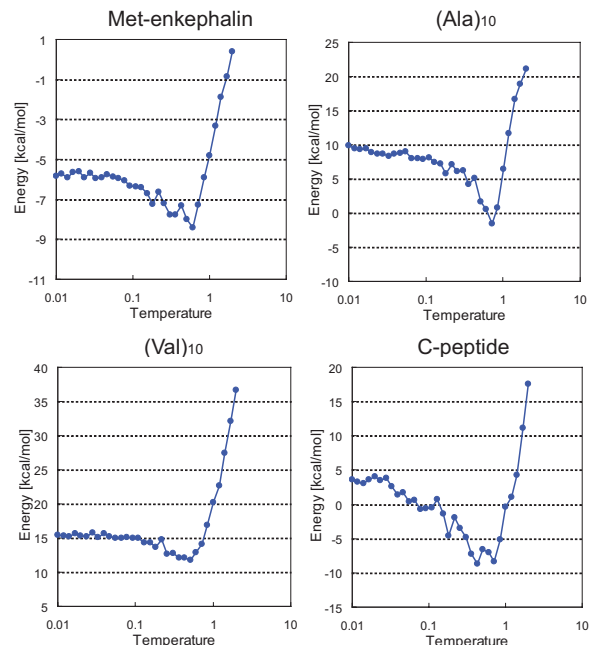 Met-enkephalin
1
-1
-3
-5
-7
-9
-11
Energy [kcal/mol]
0.01 0.1 1 10
Temperature
(Ala)10
25
20
15
10
5
0
-5
-10
Energy [kcal/mol]
0.01 0.1 1 10
Temperature
(Val)10
40
35
30
25
20
15
10
5
Energy [kcal/mol]
0.01 0.1 1 10
Temperature
C-peptide
20
15
10
5
0
-5
-10
-15
Energy [kcal/mol]
0.01 0.1 1 10
Temperature